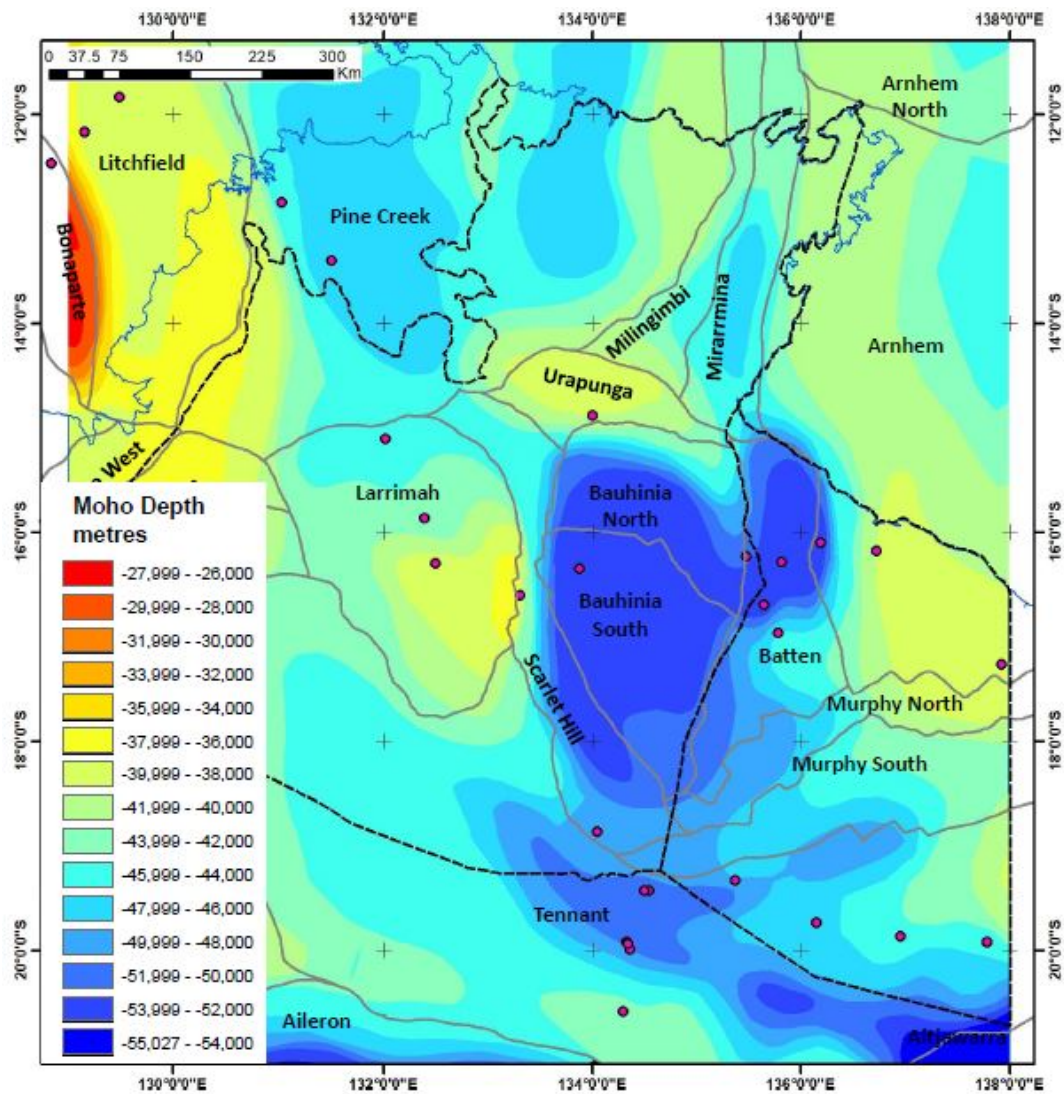 130°0'0"E
132°0'0"E
134°0'0"E
136°0'0"E
138°0'0"E
0 37.5 75 150 225 300
Km
12°0'0"S
14°0'0"S
16°0'0"S
18°0'0"S
20°0'0"S
12°0'0"S
14°0'0"S
16°0'0"S
18°0'0"S
20°0'0"S
Arnhem
North
Litchfield
Pine Creek
Bonaparte
Milingimbi
Mirarrmina
Arnhem
Urapunga
West
Larrimah
Bauhinia
North
Bauhinia
South
Batten
Scarlet Hill
Murphy North
Murphy South
Tennant
Aileron
Altjawarra
Moho Depth
metres
-27,999 - -26,000
-29,999 - -28,000
-31,999 - -30,000
-33,999 - -32,000
-35,999 - -34,000
-37,999 - -36,000
-39,999 - -38,000
-41,999 - -40,000
-43,999 - -42,000
-45,999 - -44,000
-47,999 - -46,000
-49,999 - -48,000
-51,999 - -50,000
-53,999 - -52,000
-55,027 - -54,000
130°0'0"E
132°0'0"E
134°0'0"E
136°0'0"E
138°0'0"E